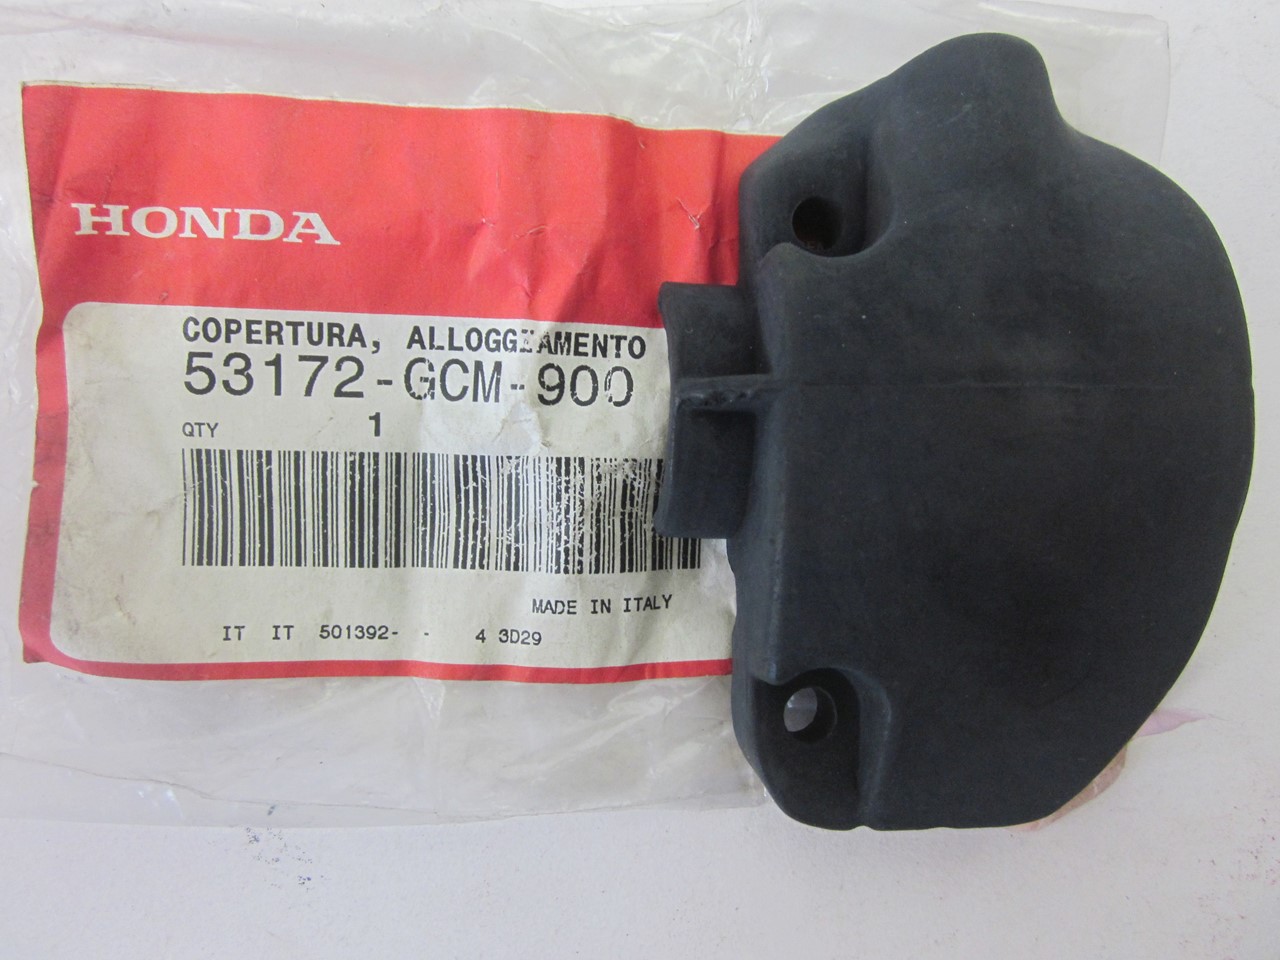 HONDA
COPERTURA, ALLOGGIAMENTO
53172-GCM-900
QTY 1
MADE IN ITALY
IT IT 501392- - 4 3D29